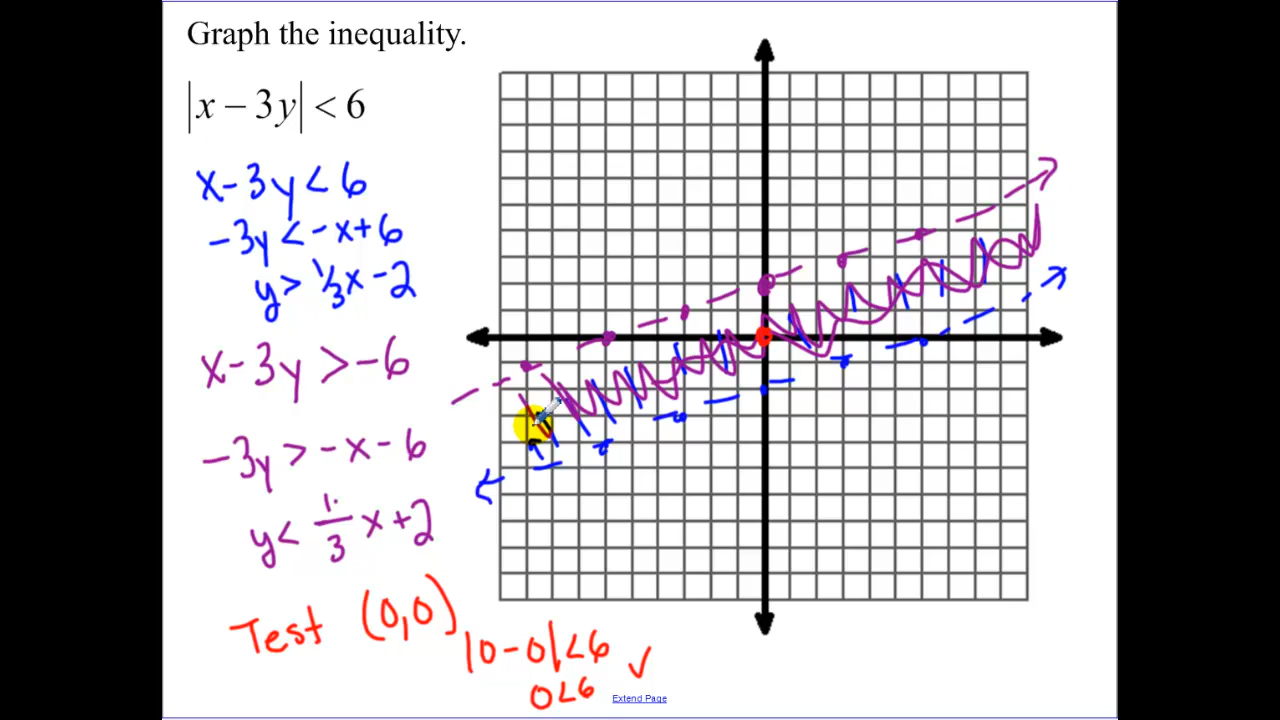 Graph the inequality.
|x − 3y| < 6
x - 3y < 6
-3y < -x + 6
y > 1/3x - 2
x - 3y > -6
-3y > -x - 6
y < 1/3 x + 2
Test (0,0)
|0 - 0| < 6 ✓
0 < 6
Extend Page